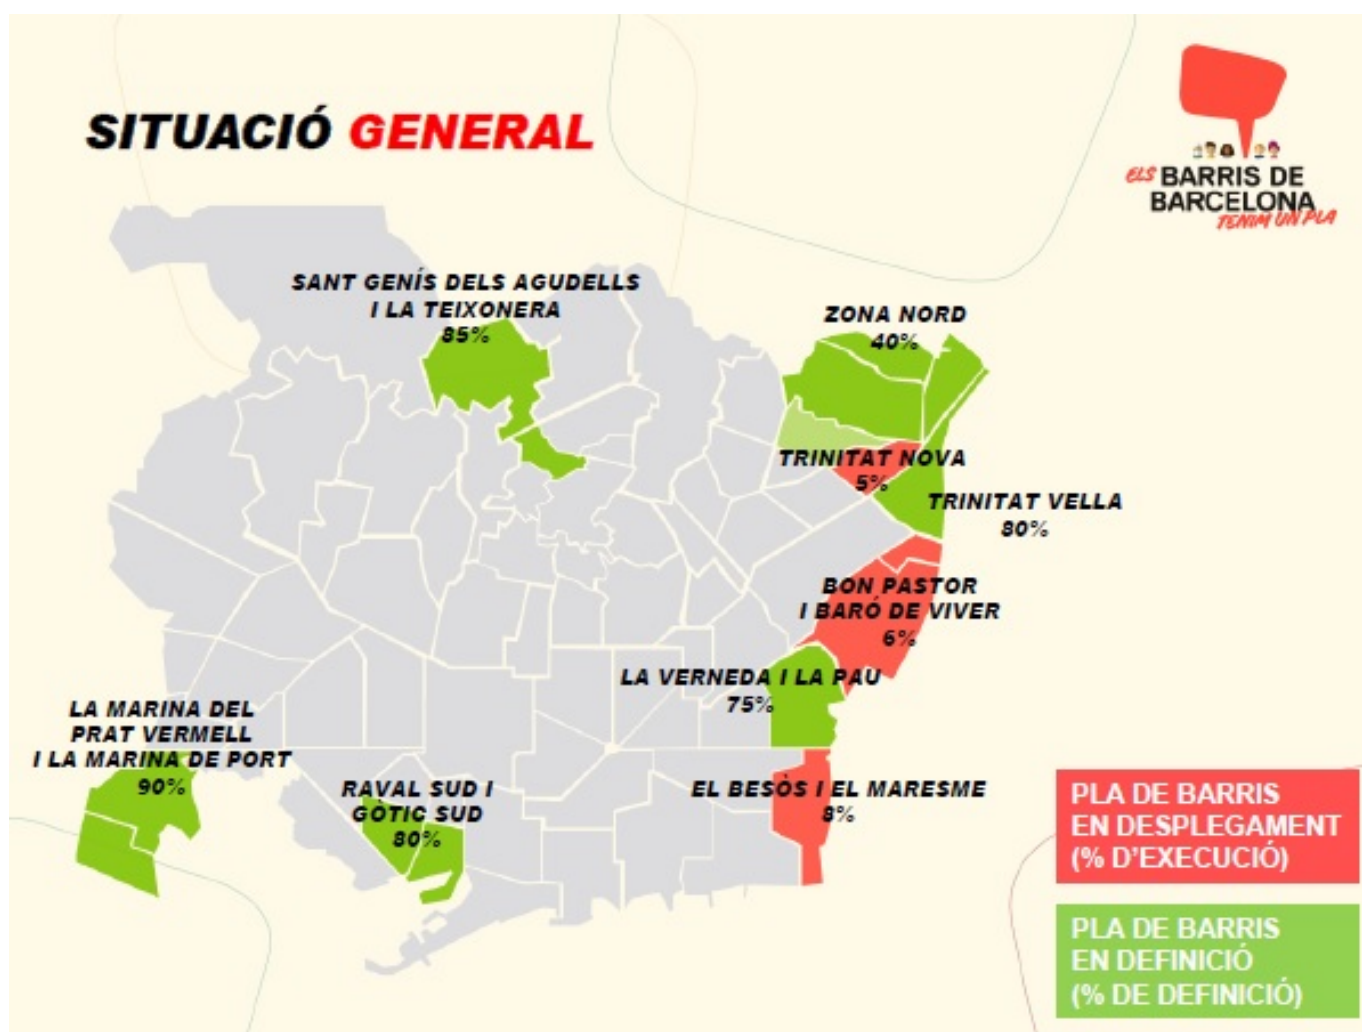 SITUACIÓ GENERAL
ELS BARRIS DE
BARCELONA
TENIM UN PLA
SANT GENÍS DELS AGUDELLS
I LA TEIXONERA
85%
ZONA NORD
40%
TRINITAT NOVA
5%
TRINITAT VELLA
80%
BON PASTOR
I BARÓ DE VIVER
6%
LA VERNEDA I LA PAU
75%
LA MARINA DEL
PRAT VERMELL
I LA MARINA DE PORT
90%
RAVAL SUD I
GÒTIC SUD
80%
EL BESÒS I EL MARESME
8%
PLA DE BARRIS
EN DESPLEGAMENT
(% D'EXECUCIÓ)
PLA DE BARRIS
EN DEFINICIÓ
(% DE DEFINICIÓ)